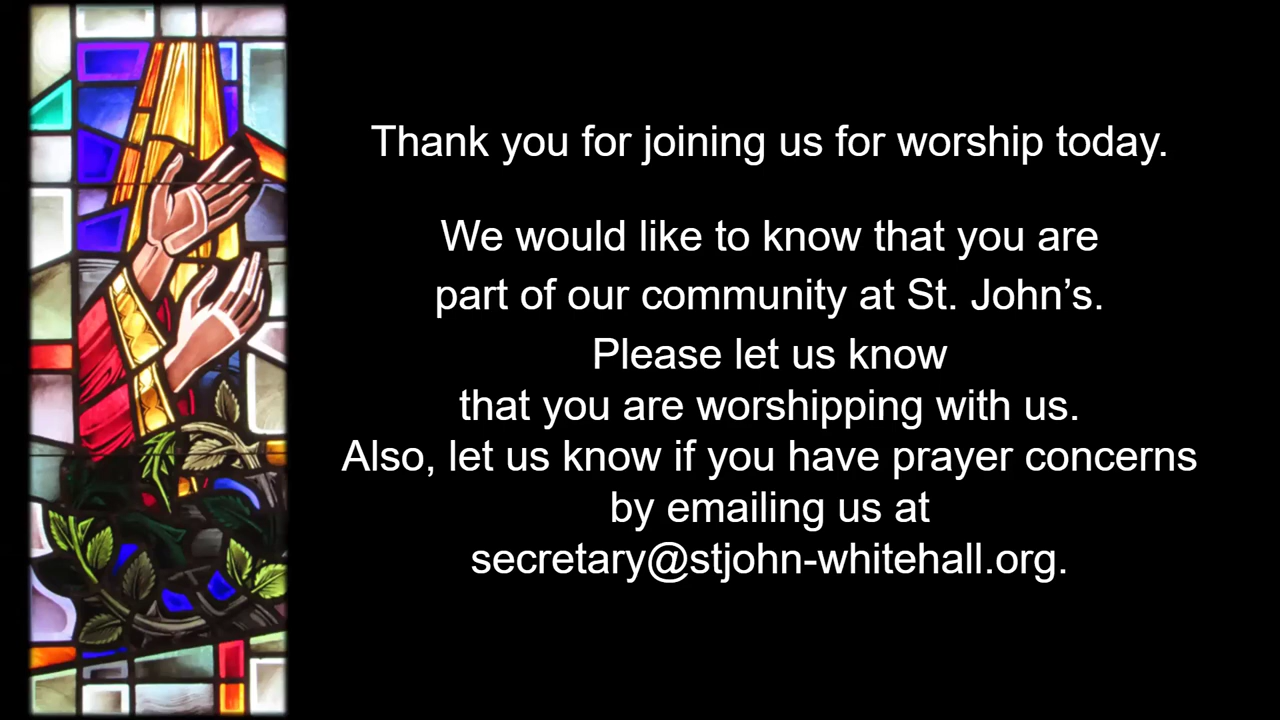 Thank you for joining us for worship today.
We would like to know that you are
part of our community at St. John’s.
Please let us know
that you are worshipping with us.
Also, let us know if you have prayer concerns
by emailing us at
secretary@stjohn-whitehall.org.